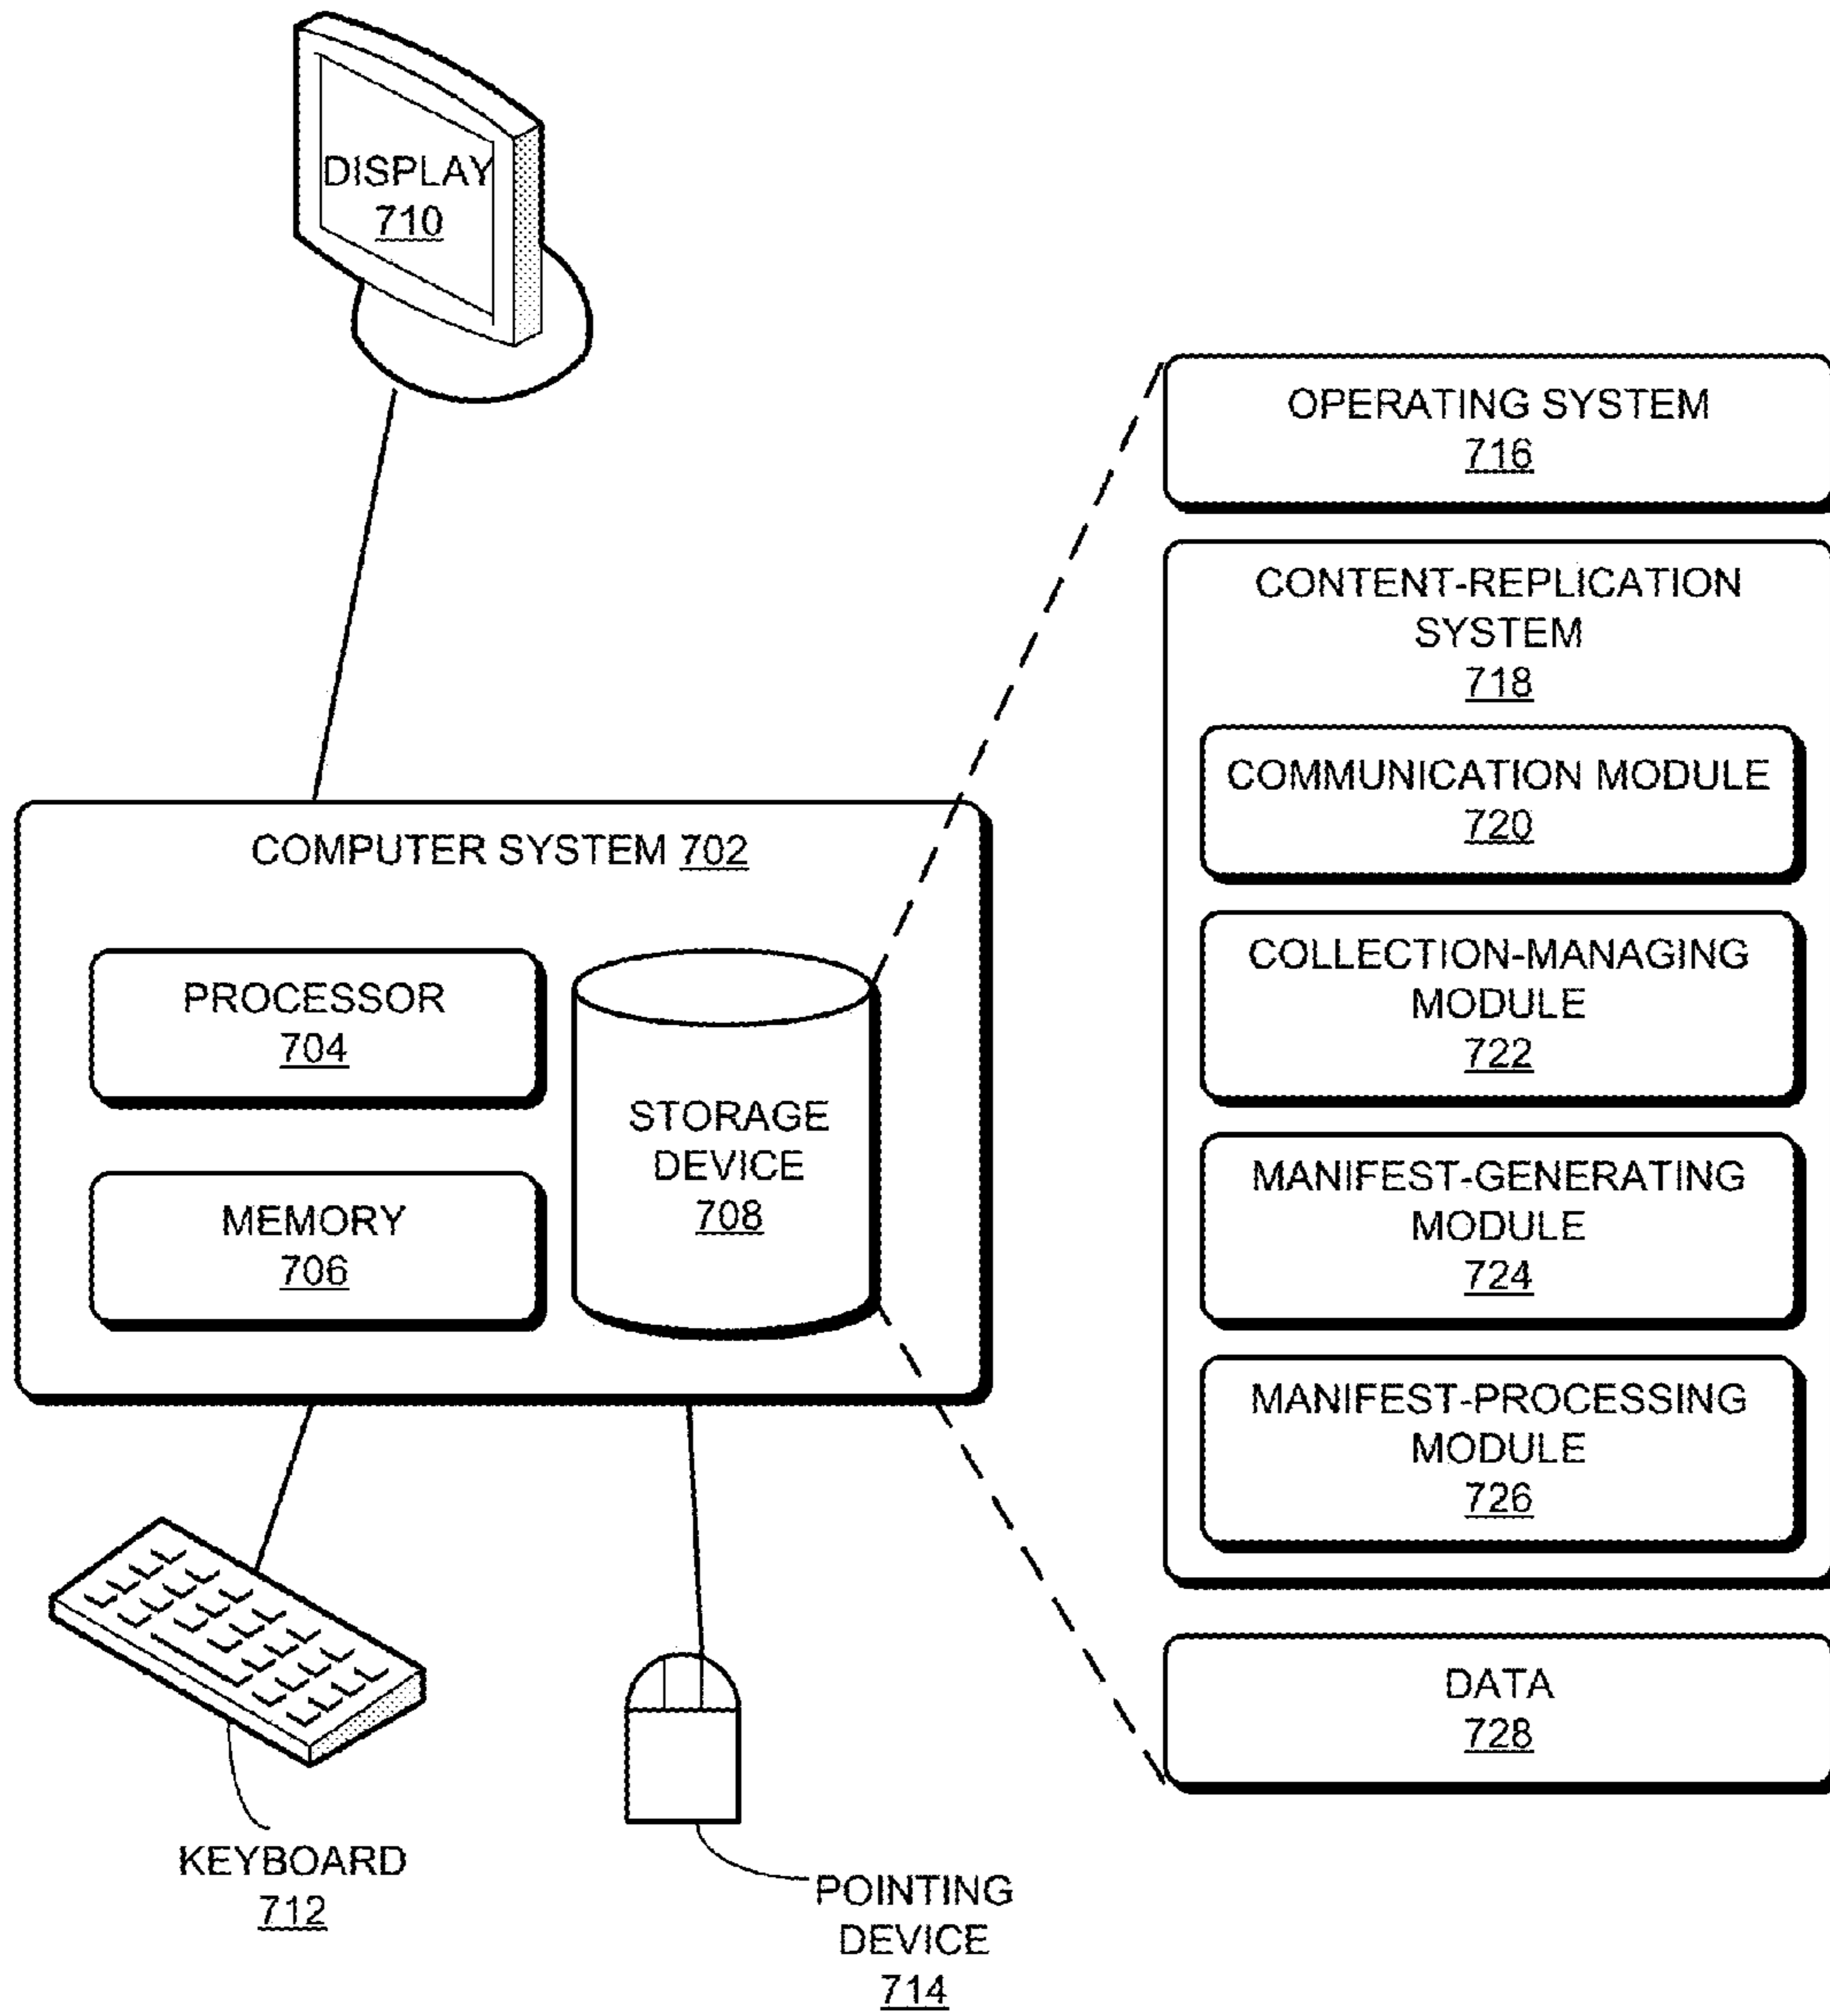 DISPLAY
710
COMPUTER SYSTEM 702
PROCESSOR
704
MEMORY
706
STORAGE
DEVICE
708
KEYBOARD
712
POINTING
DEVICE
714
OPERATING SYSTEM
716
CONTENT-REPLICATION
SYSTEM
718
COMMUNICATION MODULE
720
COLLECTION-MANAGING
MODULE
722
MANIFEST-GENERATING
MODULE
724
MANIFEST-PROCESSING
MODULE
726
DATA
728